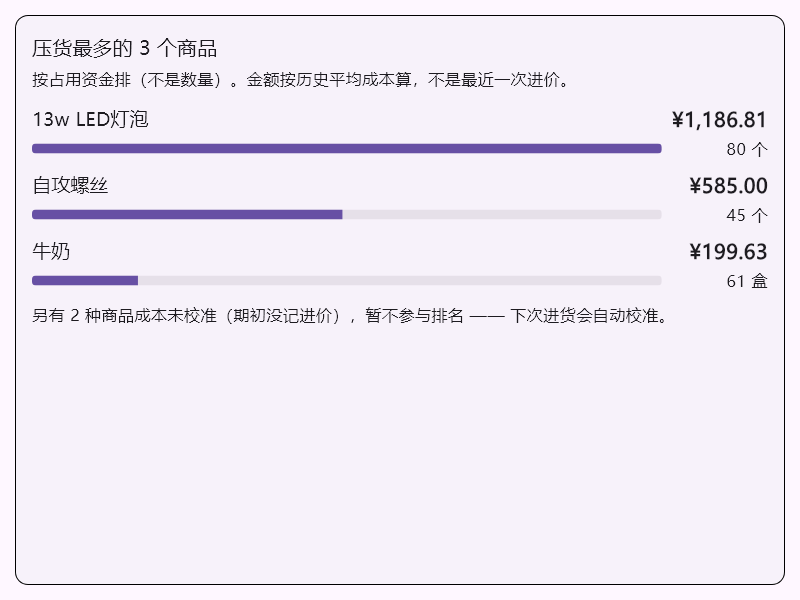 压货最多的 3 个商品
按占用资金排（不是数量）。金额按历史平均成本算，不是最近一次进价。
13w LED灯泡
¥1,186.81
80 个
自攻螺丝
¥585.00
45 个
牛奶
¥199.63
61 盒
另有 2 种商品成本未校准（期初没记进价），暂不参与排名 —— 下次进货会自动校准。